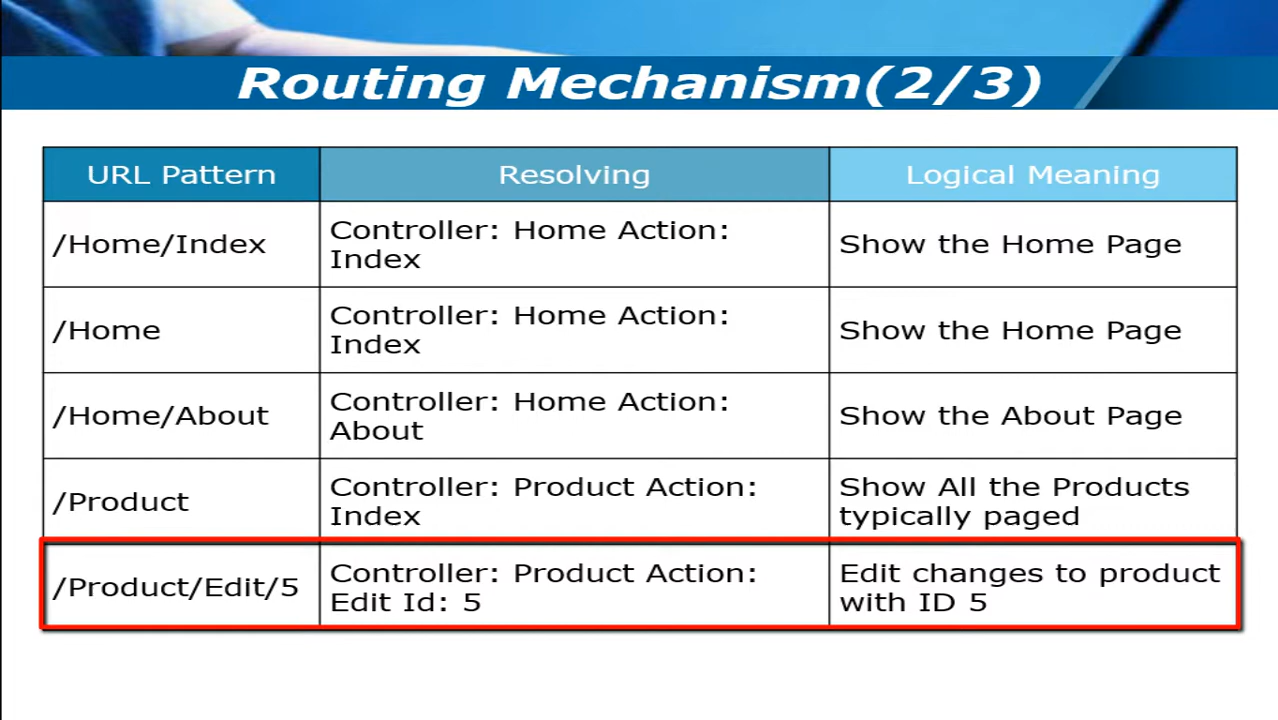 Routing Mechanism(2/3)
URL Pattern
Resolving
Logical Meaning
/Home/Index
Controller: Home Action:
Index
Show the Home Page
/Home
Controller: Home Action:
Index
Show the Home Page
/Home/About
Controller: Home Action:
About
Show the About Page
/Product
Controller: Product Action:
Index
Show All the Products
typically paged
/Product/Edit/5
Controller: Product Action:
Edit Id: 5
Edit changes to product
with ID 5